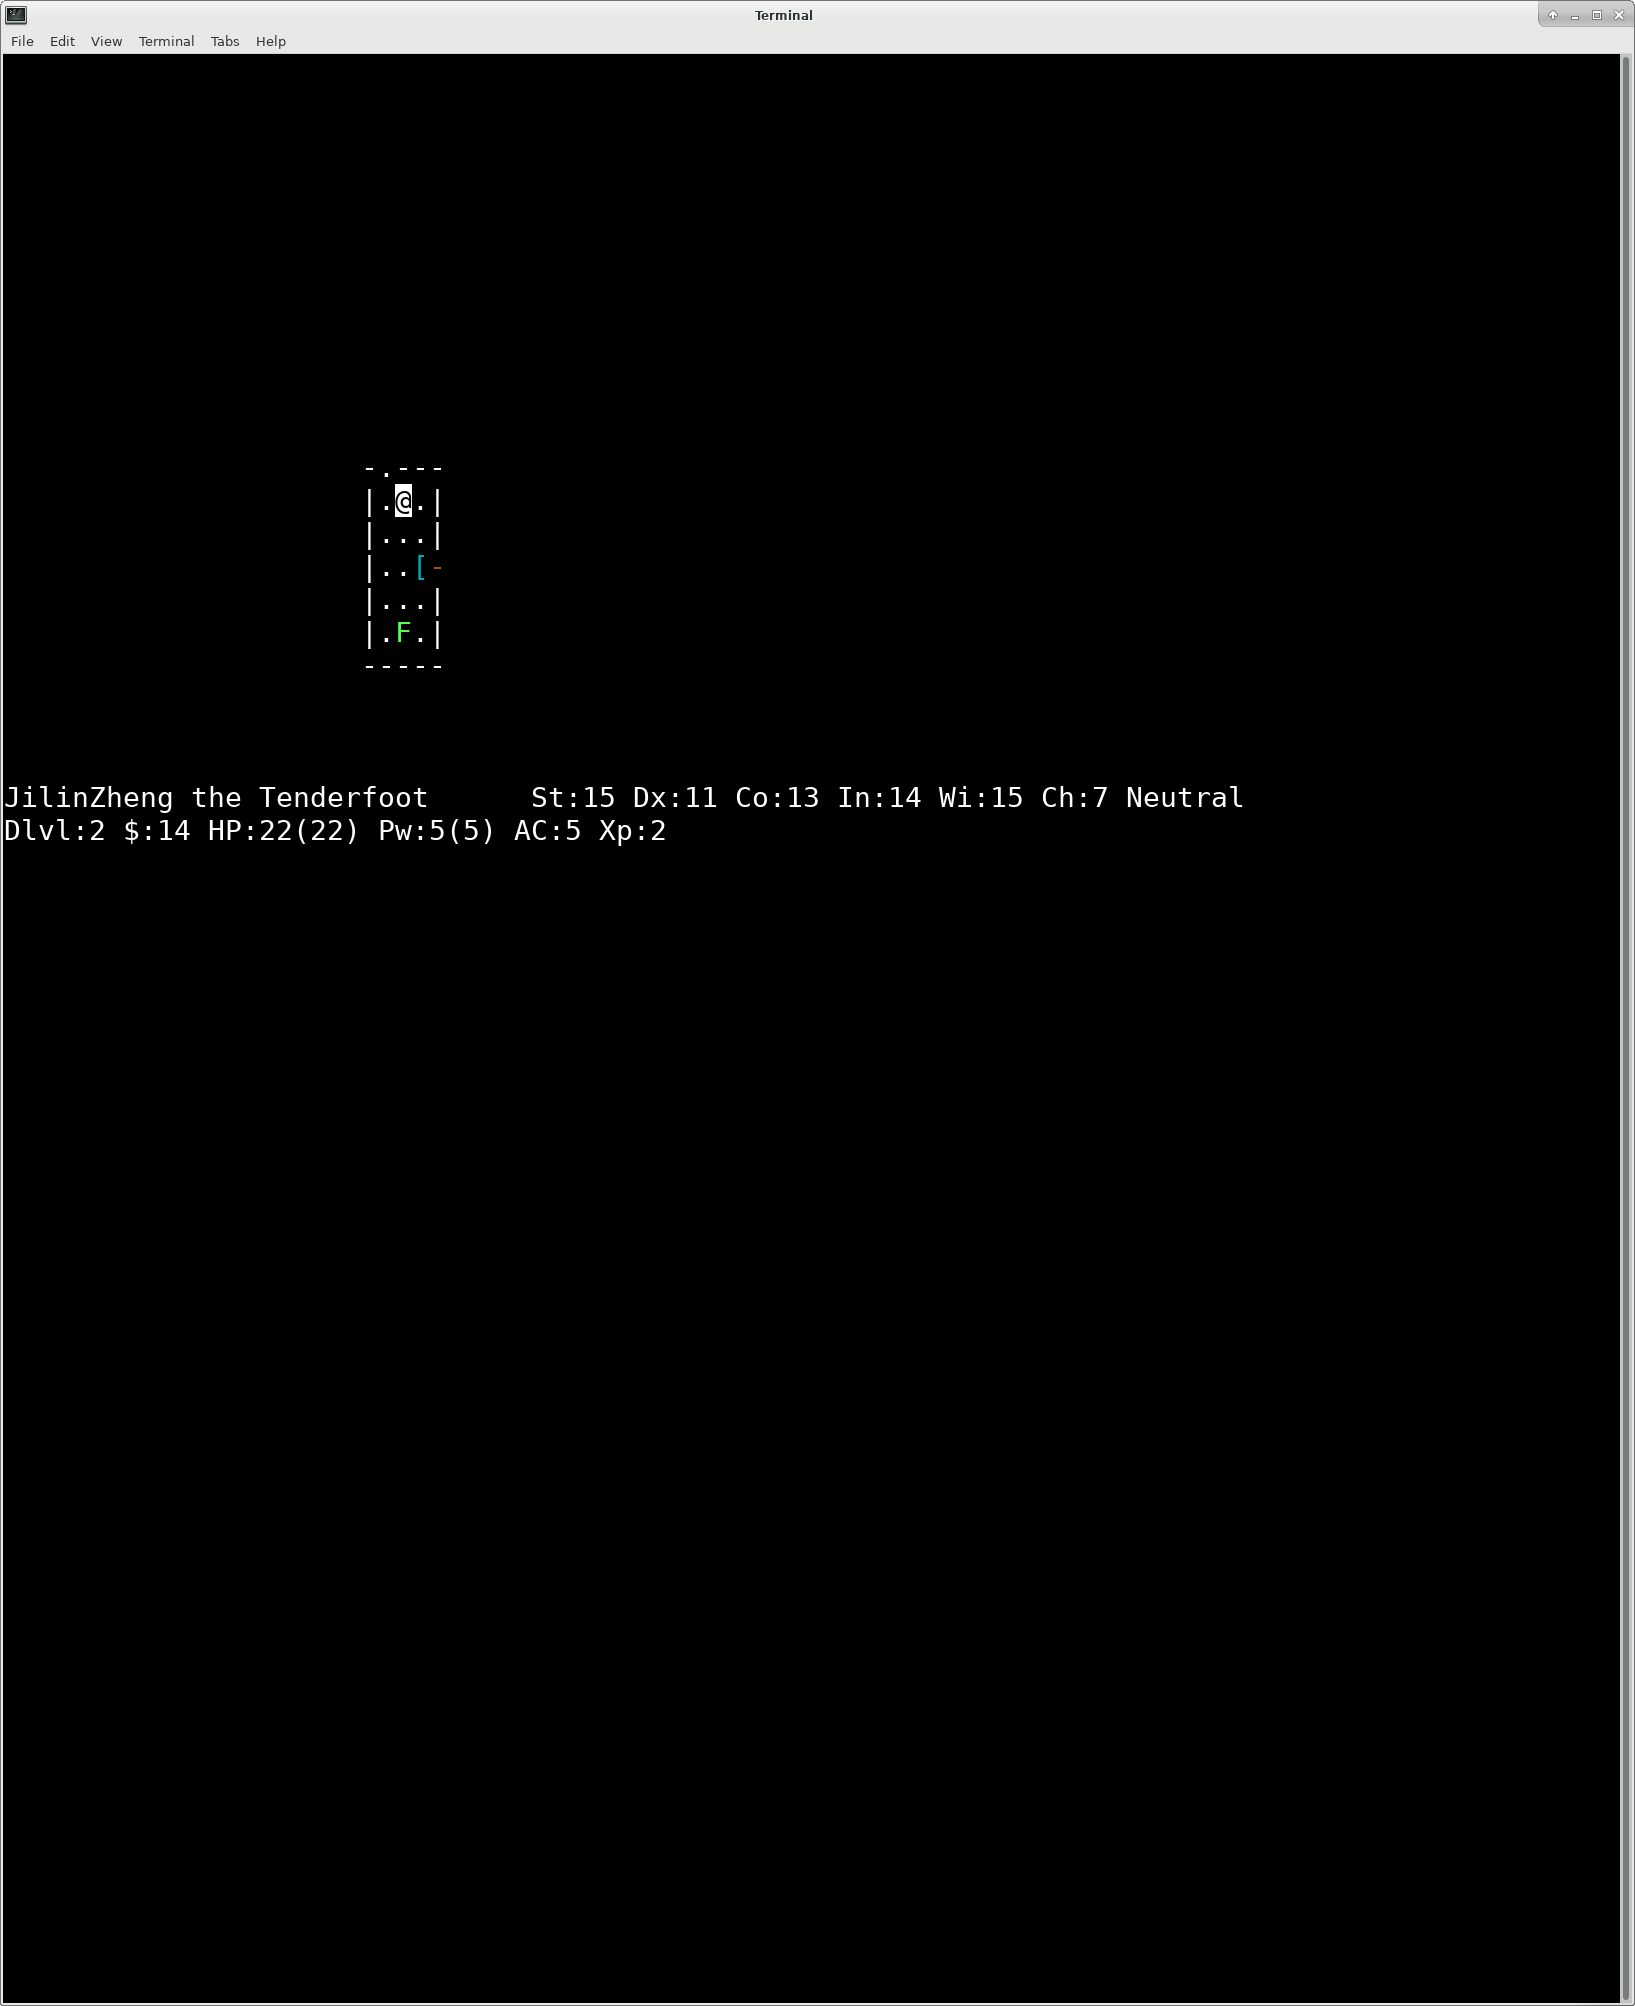 Terminal
File Edit View Terminal Tabs Help
-.---
|.@.|
|...|
|..[-
|...|
|.F.|
-----
JilinZheng the Tenderfoot      St:15 Dx:11 Co:13 In:14 Wi:15 Ch:7 Neutral
Dlvl:2 $:14 HP:22(22) Pw:5(5) AC:5 Xp:2